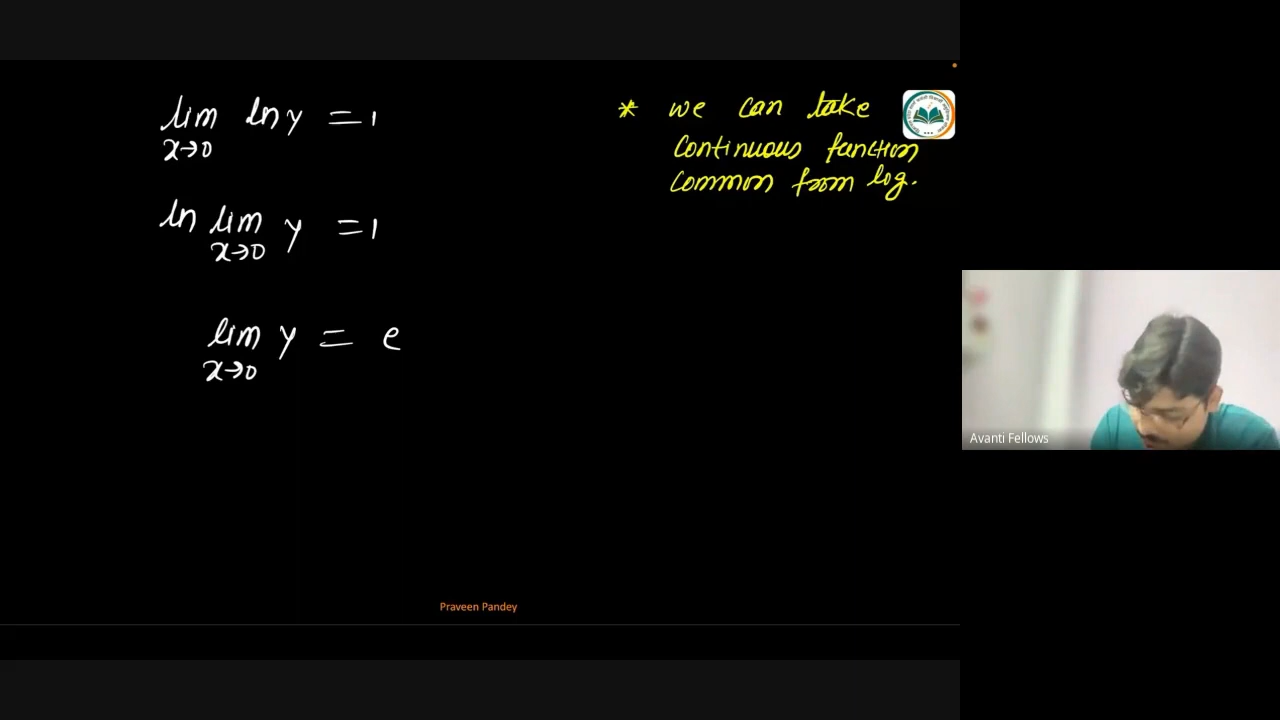 lim ln y = 1
x→0
ln lim y = 1
x→0
lim y = e
x→0
* we can take
continuous function
common from log.
Avanti Fellows
Praveen Pandey